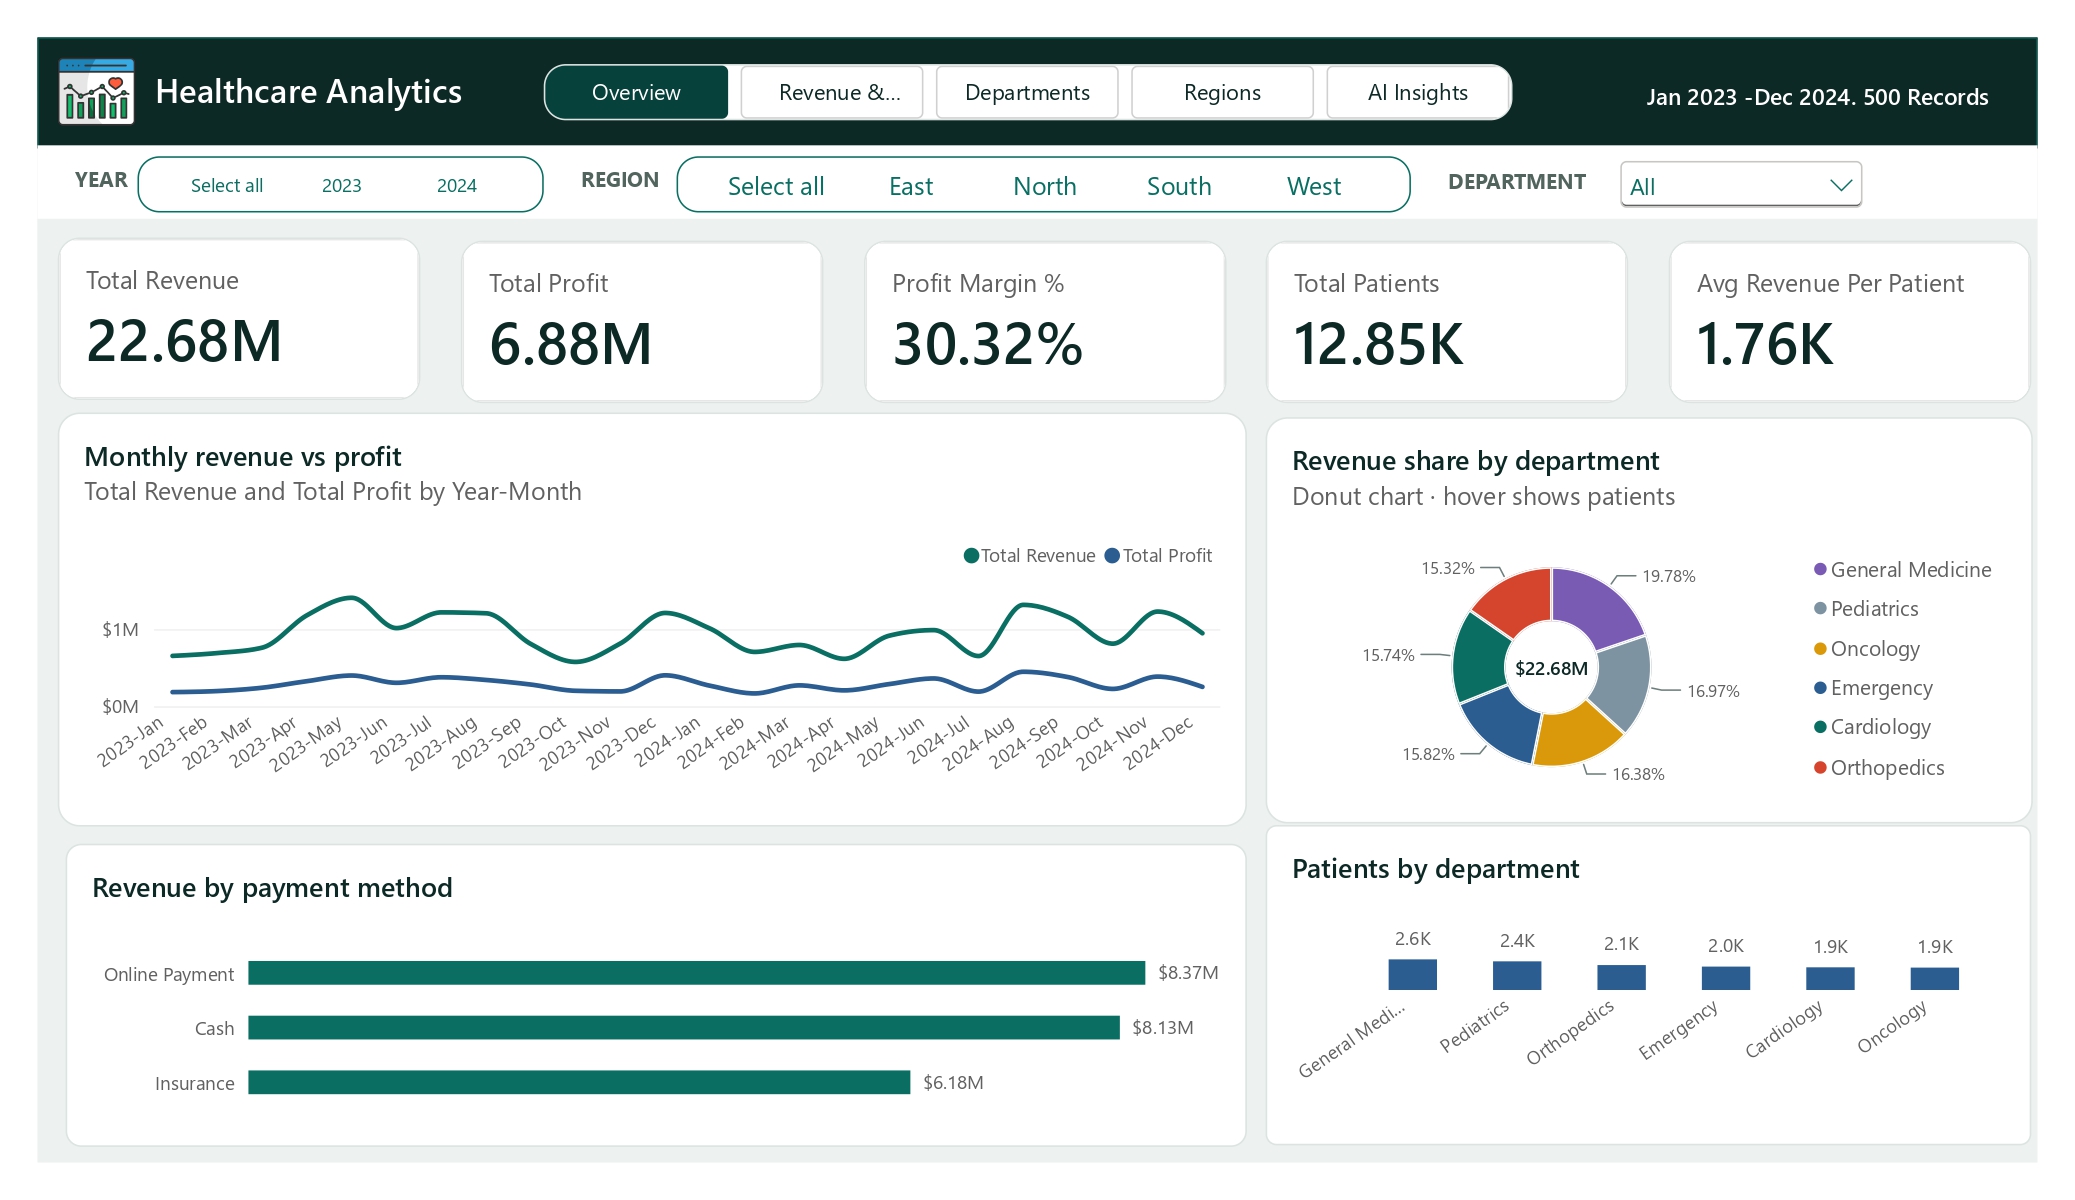 Healthcare Analytics
Overview
Revenue &...
Departments
Regions
AI Insights
Jan 2023 -Dec 2024. 500 Records
YEAR
Select all
2023
2024
REGION
Select all
East
North
South
West
DEPARTMENT
All
Total Revenue
22.68M
Total Profit
6.88M
Profit Margin %
30.32%
Total Patients
12.85K
Avg Revenue Per Patient
1.76K
Monthly revenue vs profit
Total Revenue and Total Profit by Year-Month
Total Revenue
Total Profit
$1M
$0M
2023-Jan
2023-Feb
2023-Mar
2023-Apr
2023-May
2023-Jun
2023-Jul
2023-Aug
2023-Sep
2023-Oct
2023-Nov
2023-Dec
2024-Jan
2024-Feb
2024-Mar
2024-Apr
2024-May
2024-Jun
2024-Jul
2024-Aug
2024-Sep
2024-Oct
2024-Nov
2024-Dec
Revenue share by department
Donut chart · hover shows patients
15.32%
19.78%
15.74%
$22.68M
16.97%
15.82%
16.38%
General Medicine
Pediatrics
Oncology
Emergency
Cardiology
Orthopedics
Revenue by payment method
Online Payment
$8.37M
Cash
$8.13M
Insurance
$6.18M
Patients by department
2.6K
2.4K
2.1K
2.0K
1.9K
1.9K
General Medi...
Pediatrics
Orthopedics
Emergency
Cardiology
Oncology